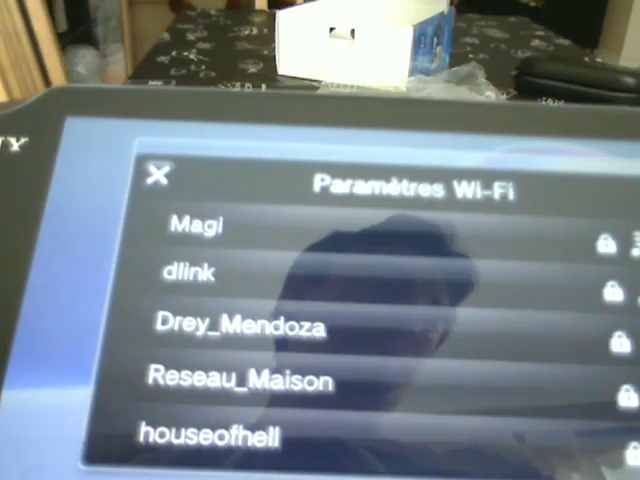 Paramètres Wi-Fi
Magi
dlink
Drey_Mendoza
Reseau_Maison
houseofhell